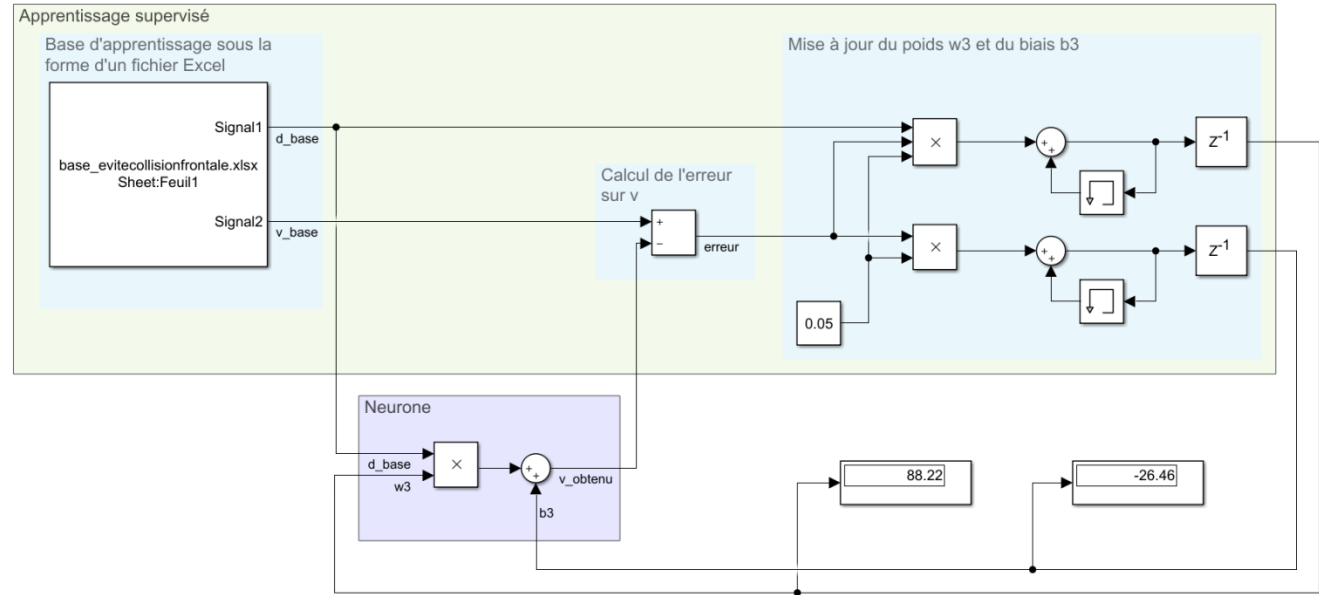 Apprentissage supervisé
Base d'apprentissage sous la
forme d'un fichier Excel
Signal1
d_base
base_evitecollisionfrontale.xlsx
Sheet:Feuil1
Signal2
v_base
Calcul de l'erreur
sur v
+
−
erreur
Mise à jour du poids w3 et du biais b3
×
+
+
Z-1
×
+
+
Z-1
0.05
Neurone
d_base
w3
×
+
+
v_obtenu
b3
88.22
-26.46